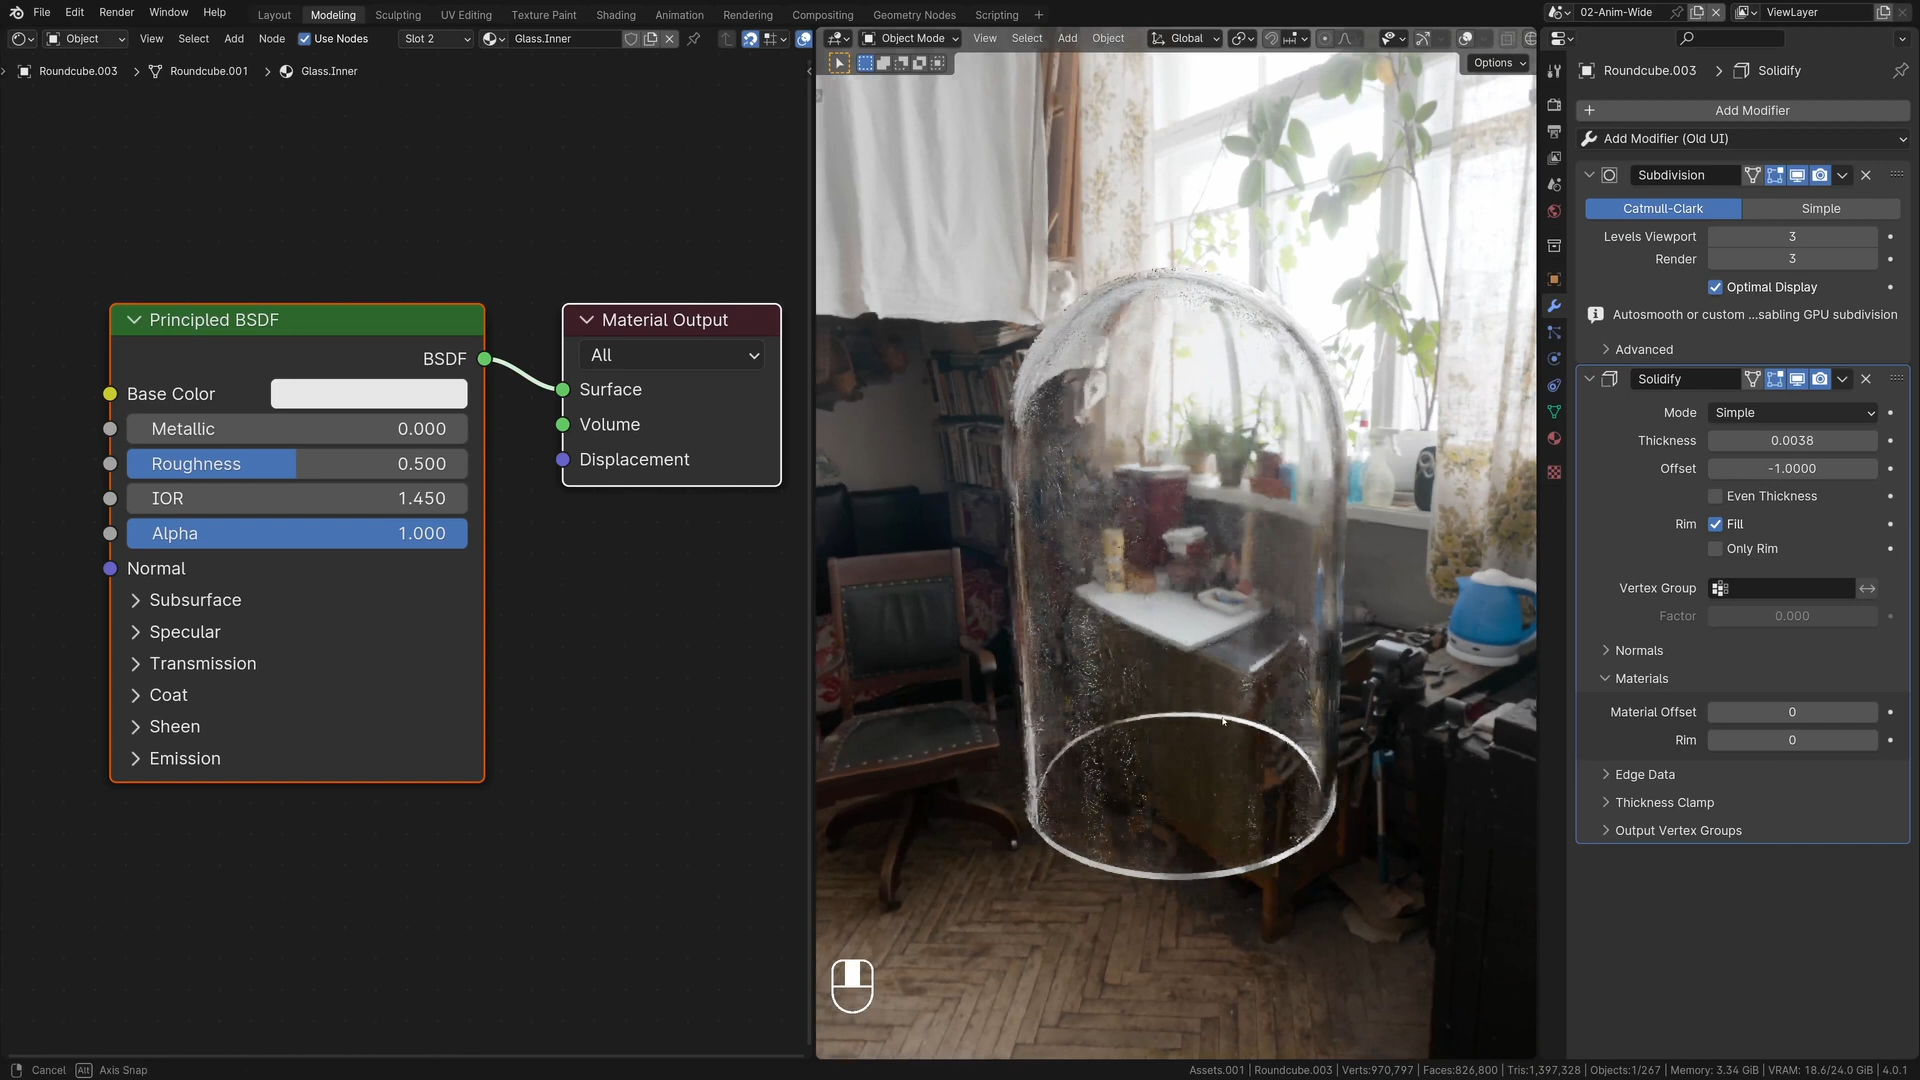 File Edit Render Window Help Layout Modeling Sculpting UV Editing Texture Paint Shading Animation Rendering Compositing Geometry Nodes Scripting + 02-Anim-Wide ViewLayer
Object View Select Add Node Use Nodes Slot 2 Glass.Inner Object Mode View Select Add Object Global
Options
Roundcube.003 > Roundcube.001 > Glass.Inner
Roundcube.003 > Solidify
Add Modifier
Add Modifier (Old UI)
Subdivision
Catmull-Clark Simple
Levels Viewport 3
Render 3
Optimal Display
Autosmooth or custom ...sabling GPU subdivision
Advanced
Solidify
Mode Simple
Thickness 0.0038
Offset -1.0000
Even Thickness
Rim Fill
Only Rim
Vertex Group
Factor 0.000
Normals
Materials
Material Offset 0
Rim 0
Edge Data
Thickness Clamp
Output Vertex Groups
Principled BSDF
BSDF
Base Color
Metallic 0.000
Roughness 0.500
IOR 1.450
Alpha 1.000
Normal
Subsurface
Specular
Transmission
Coat
Sheen
Emission
Material Output
All
Surface
Volume
Displacement
Cancel Alt Axis Snap
Assets.001 | Roundcube.003 | Verts:970,797 | Faces:826,800 | Tris:1,397,328 | Objects:1/267 | Memory: 3.34 GiB | VRAM: 18.6/24.0 GiB | 4.0.1